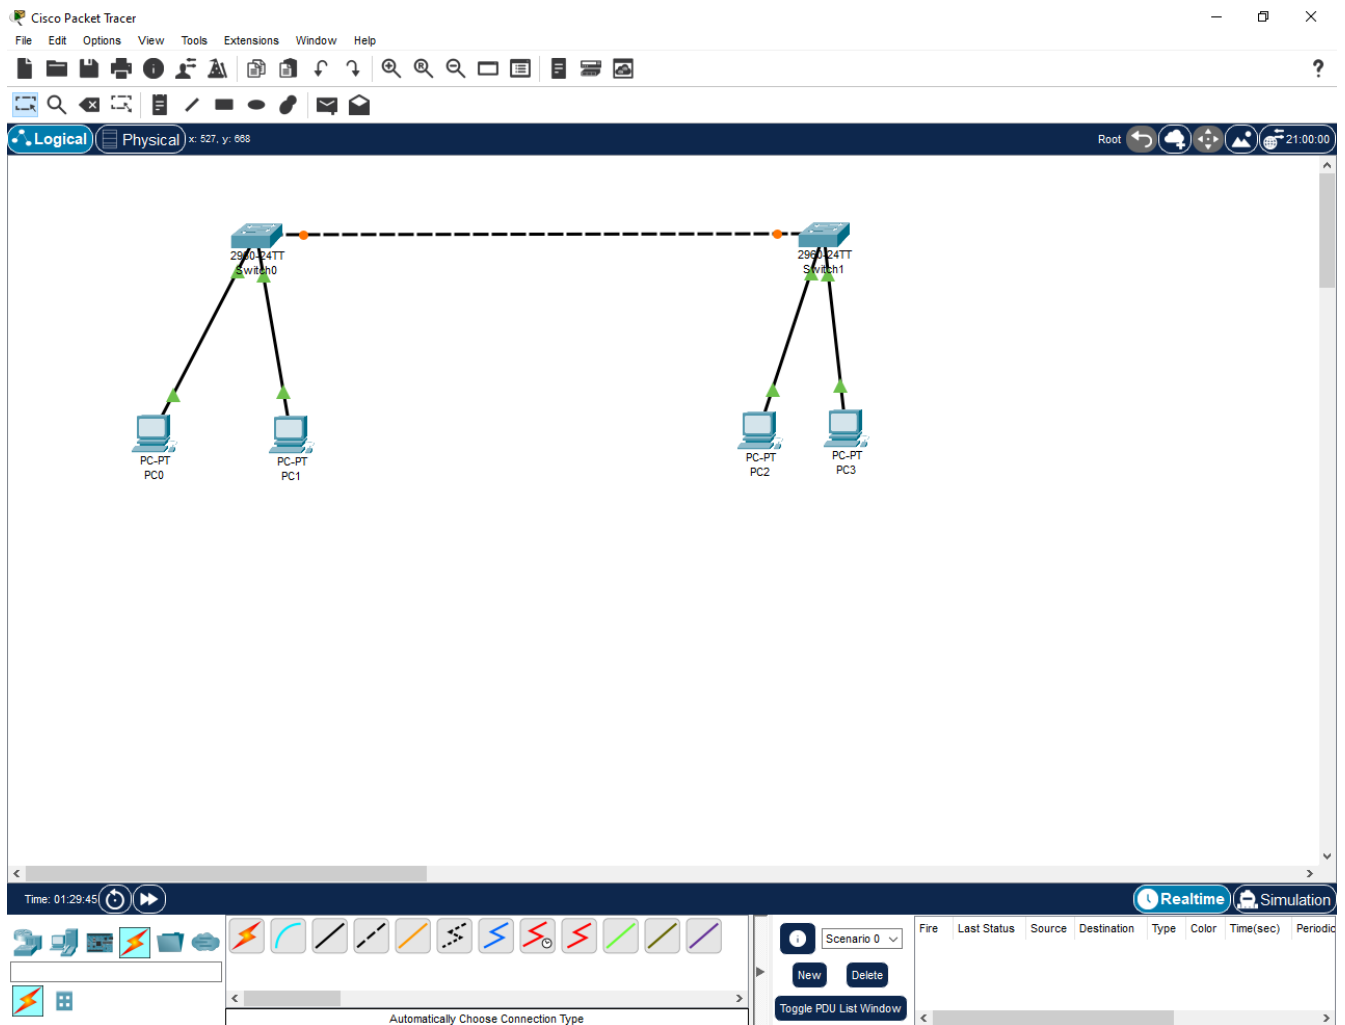 Cisco Packet Tracer
File Edit Options View Tools Extensions Window Help
Logical Physical x: 527, y: 668 Root 21:00:00
2960-24TT
Switch0
2960-24TT
Switch1
PC-PT
PC0
PC-PT
PC1
PC-PT
PC2
PC-PT
PC3
Time: 01:29:45 Realtime Simulation
Scenario 0
New Delete
Toggle PDU List Window
Fire Last Status Source Destination Type Color Time(sec) Periodic
Automatically Choose Connection Type